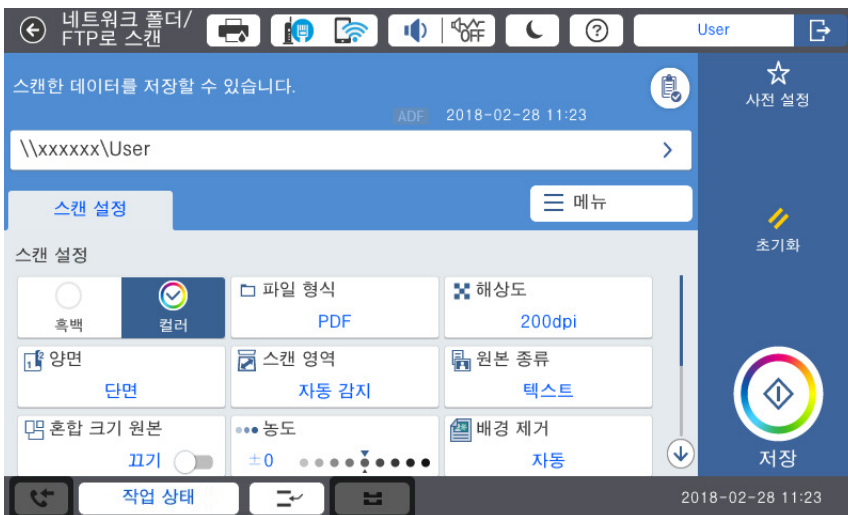 네트워크 폴더/
FTP로 스캔
OFF
?
User
스캔한 데이터를 저장할 수 있습니다.
ADF 2018-02-28 11:23
사전 설정
\\xxxxxx\User
스캔 설정
메뉴
초기화
스캔 설정
흑백
컬러
파일 형식
PDF
해상도
200dpi
양면
단면
스캔 영역
자동 감지
원본 종류
텍스트
혼합 크기 원본
끄기
농도
±0
배경 제거
자동
저장
작업 상태
2018-02-28 11:23